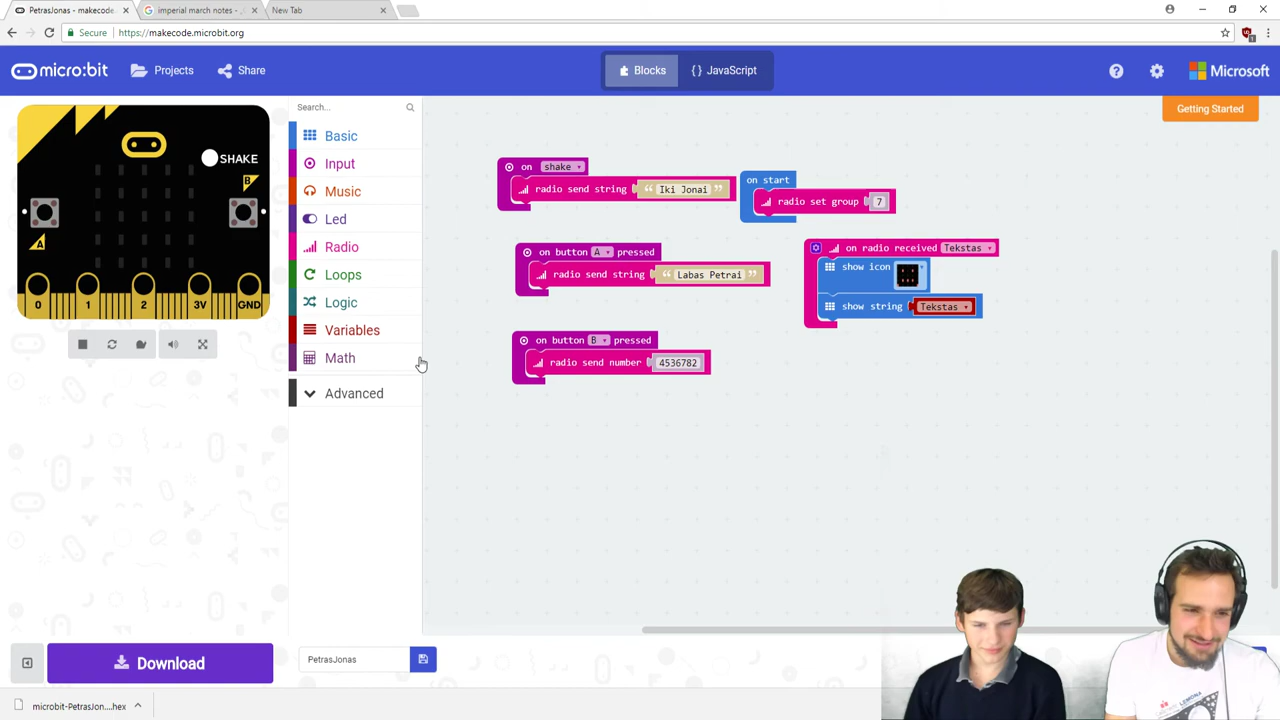 PetrasJonas - makecode.m
imperial march notes -
New Tab
Secure
https://makecode.microbit.org
micro:bit
Projects
Share
Blocks
{} JavaScript
Microsoft
Getting Started
Search...
Basic
Input
Music
Led
Radio
Loops
Logic
Variables
Math
Advanced
SHAKE
B
A
0 1 2 3V GND
on shake
radio send string “ Iki Jonai ”
on start
radio set group 7
on button A pressed
radio send string “ Labas Petrai ”
on radio received Tekstas
show icon
show string Tekstas
on button B pressed
radio send number 4536782
Download
PetrasJonas
microbit-PetrasJon....hex